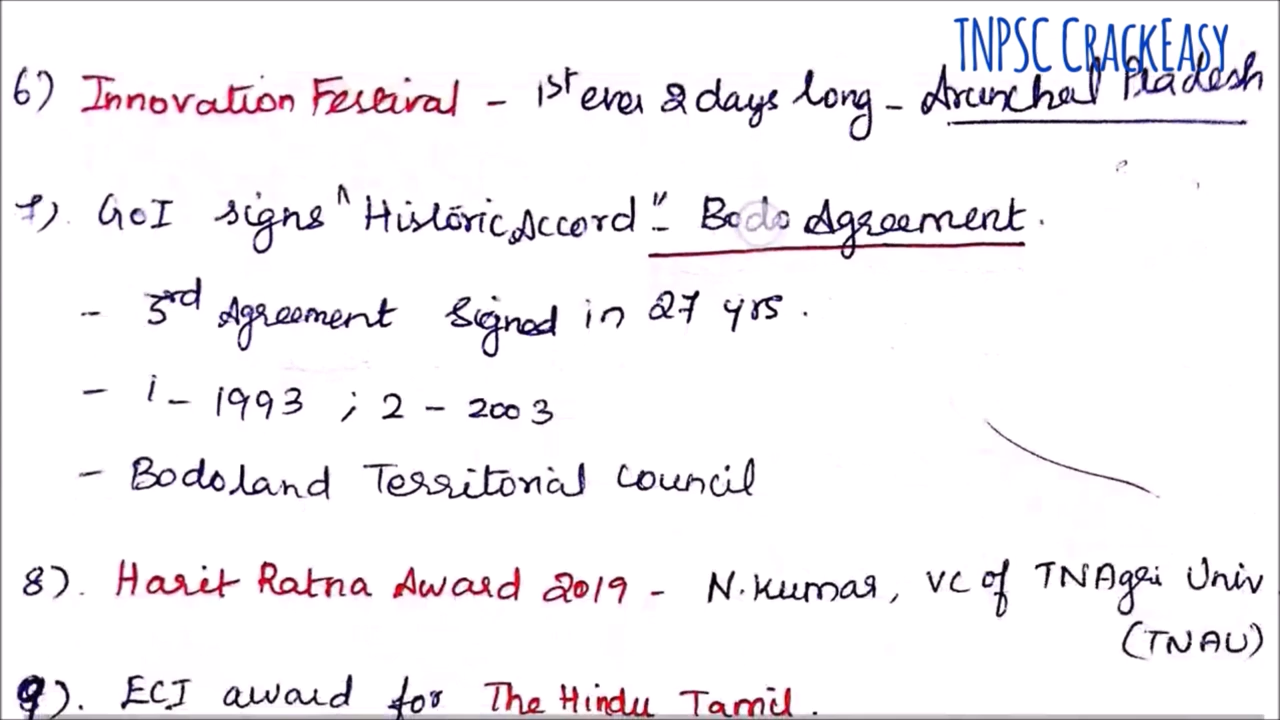 TNPSC CRACKEASY
6) Innovation Festival - 1st ever 2 days long - Arunchal Pradesh
7). GoI signs "Historic Accord" - Bodo Agreement.
- 3rd Agreement signed in 27 yrs.
- 1 - 1993 ; 2 - 2003
- Bodoland Territorial Council
8). Harit Ratna Award 2019 - N. Kumar, VC of TNAgri Univ
(TNAU)
9). ECI award for The Hindu Tamil.